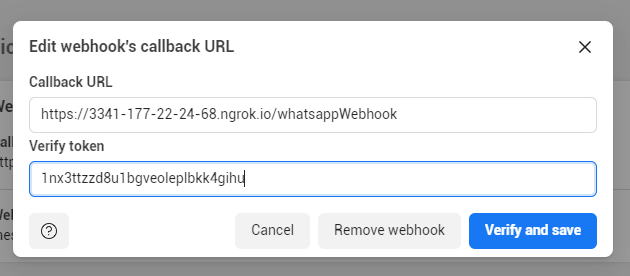 Edit webhook's callback URL
Callback URL
https://3341-177-22-24-68.ngrok.io/whatsappWebhook
Verify token
1nx3ttzzd8u1bgveoleplbkk4gihu
Cancel
Remove webhook
Verify and save